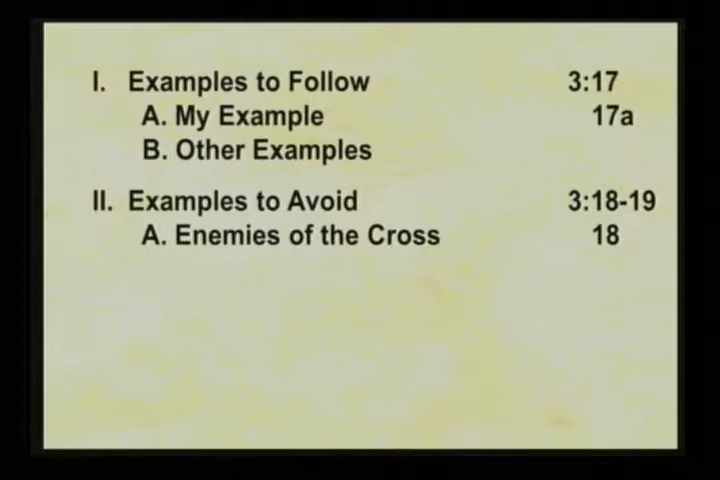 I. Examples to Follow 3:17
A. My Example 17a
B. Other Examples
II. Examples to Avoid 3:18-19
A. Enemies of the Cross 18